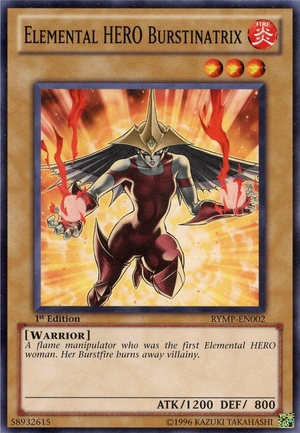 Elemental HERO Burstinatrix
FIRE
炎
1st Edition
RYMP-EN002
[Warrior]
A flame manipulator who was the first Elemental HERO
woman. Her Burstfire burns away villainy.
ATK/1200 DEF/ 800
58932615
©1996 KAZUKI TAKAHASHI